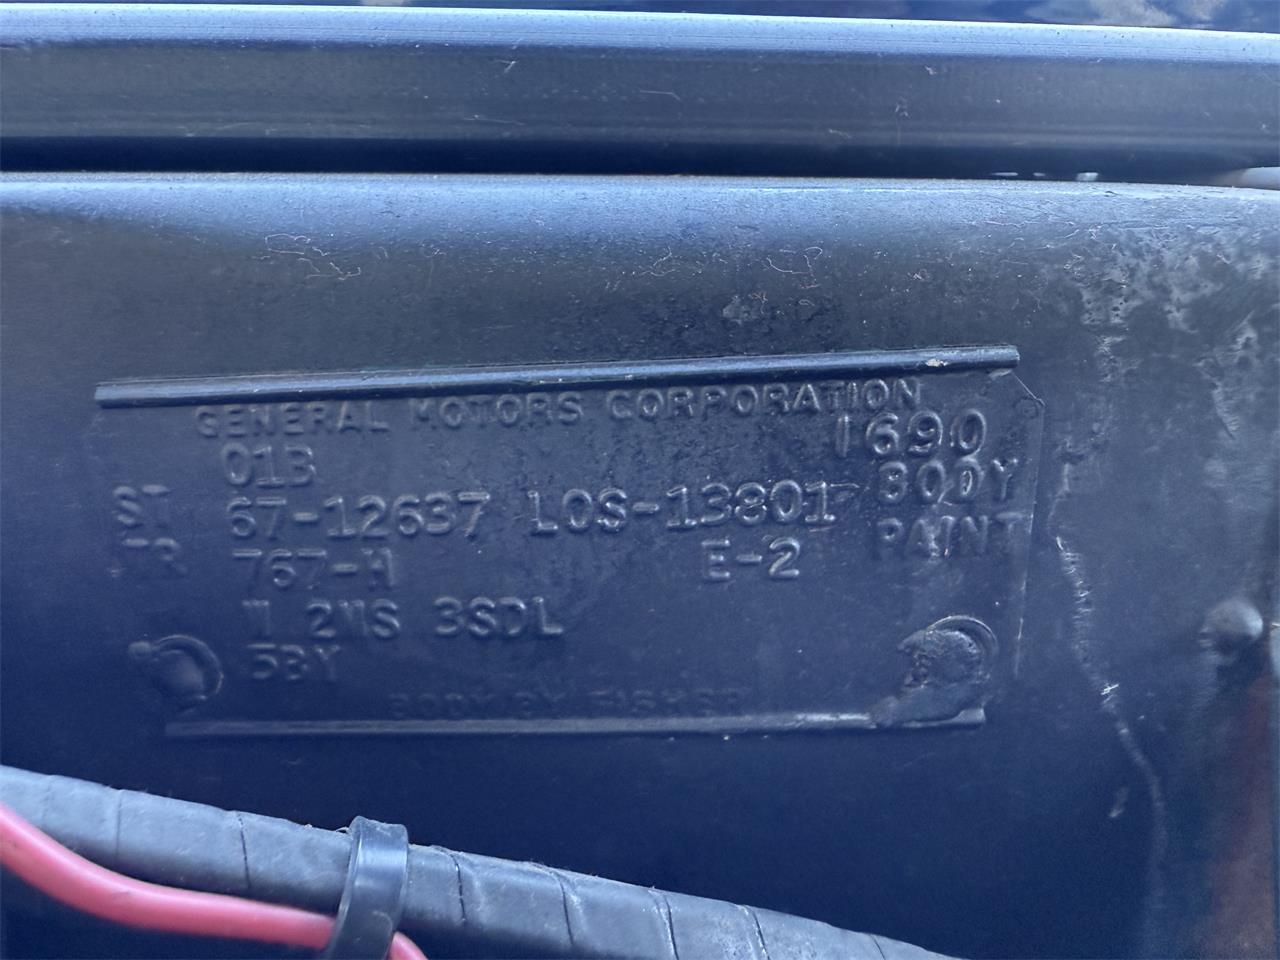 GENERAL MOTORS CORPORATION
01B 1690
ST 67-12637 LOS-13801 BODY
TR 767-H E-2 PAINT
W 2WS 3SDL
5BY
BODY BY FISHER